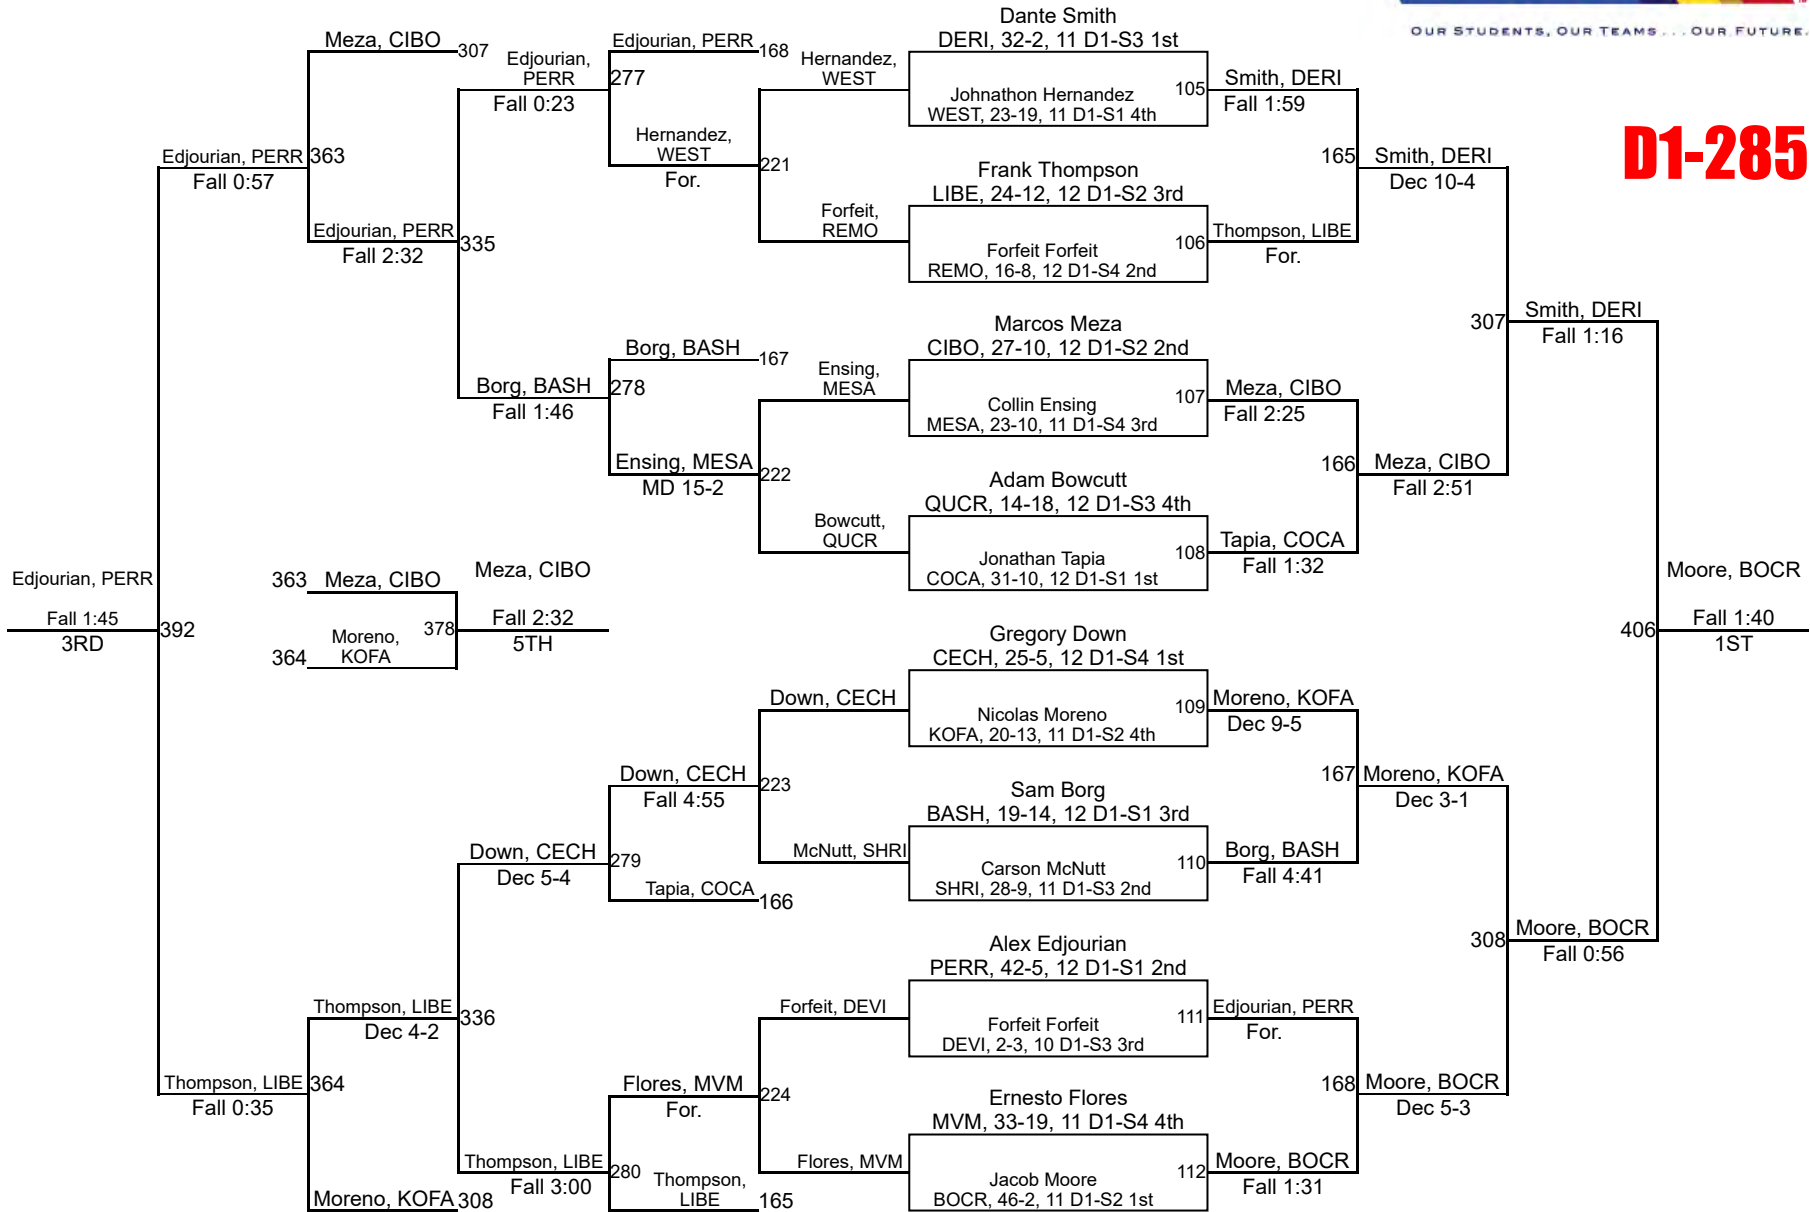 OUR STUDENTS, OUR TEAMS... OUR FUTURE.
D1-285
Meza, CIBO 307
Edjourian, PERR 363
Fall 0:57
Edjourian, PERR
Fall 2:32
335
Edjourian,
PERR
Fall 0:23
277
Edjourian, PERR 168
Hernandez,
WEST
For.
221
Hernandez,
WEST
Forfeit,
REMO
Borg, BASH
Fall 1:46
278
Borg, BASH 167
Ensing, MESA
MD 15-2
222
Ensing,
MESA
Bowcutt,
QUCR
Edjourian, PERR
Fall 1:45
3RD
392
363 Meza, CIBO
364 Moreno,
KOFA
378
Meza, CIBO
Fall 2:32
5TH
Down, CECH
Down, CECH
Fall 4:55
223
McNutt, SHRI
Down, CECH
Dec 5-4
279
Tapia, COCA 166
Thompson, LIBE
Dec 4-2
336
Forfeit, DEVI
Flores, MVM
For.
224
Flores, MVM
Thompson, LIBE
Fall 0:35
364
Thompson, LIBE
Fall 3:00
280
Thompson,
LIBE
165
Moreno, KOFA 308
Dante Smith
DERI, 32-2, 11 D1-S3 1st
Johnathon Hernandez
WEST, 23-19, 11 D1-S1 4th
105
Smith, DERI
Fall 1:59
Frank Thompson
LIBE, 24-12, 12 D1-S2 3rd
Forfeit Forfeit
REMO, 16-8, 12 D1-S4 2nd
106
Thompson, LIBE
For.
165
Smith, DERI
Dec 10-4
Marcos Meza
CIBO, 27-10, 12 D1-S2 2nd
Collin Ensing
MESA, 23-10, 11 D1-S4 3rd
107
Meza, CIBO
Fall 2:25
Adam Bowcutt
QUCR, 14-18, 12 D1-S3 4th
Jonathan Tapia
COCA, 31-10, 12 D1-S1 1st
108
Tapia, COCA
Fall 1:32
166
Meza, CIBO
Fall 2:51
307
Smith, DERI
Fall 1:16
Gregory Down
CECH, 25-5, 12 D1-S4 1st
Nicolas Moreno
KOFA, 20-13, 11 D1-S2 4th
109
Moreno, KOFA
Dec 9-5
Sam Borg
BASH, 19-14, 12 D1-S1 3rd
Carson McNutt
SHRI, 28-9, 11 D1-S3 2nd
110
Borg, BASH
Fall 4:41
167
Moreno, KOFA
Dec 3-1
Alex Edjourian
PERR, 42-5, 12 D1-S1 2nd
Forfeit Forfeit
DEVI, 2-3, 10 D1-S3 3rd
111
Edjourian, PERR
For.
Ernesto Flores
MVM, 33-19, 11 D1-S4 4th
Jacob Moore
BOCR, 46-2, 11 D1-S2 1st
112
Moore, BOCR
Fall 1:31
168
Moore, BOCR
Dec 5-3
308
Moore, BOCR
Fall 0:56
406
Moore, BOCR
Fall 1:40
1ST